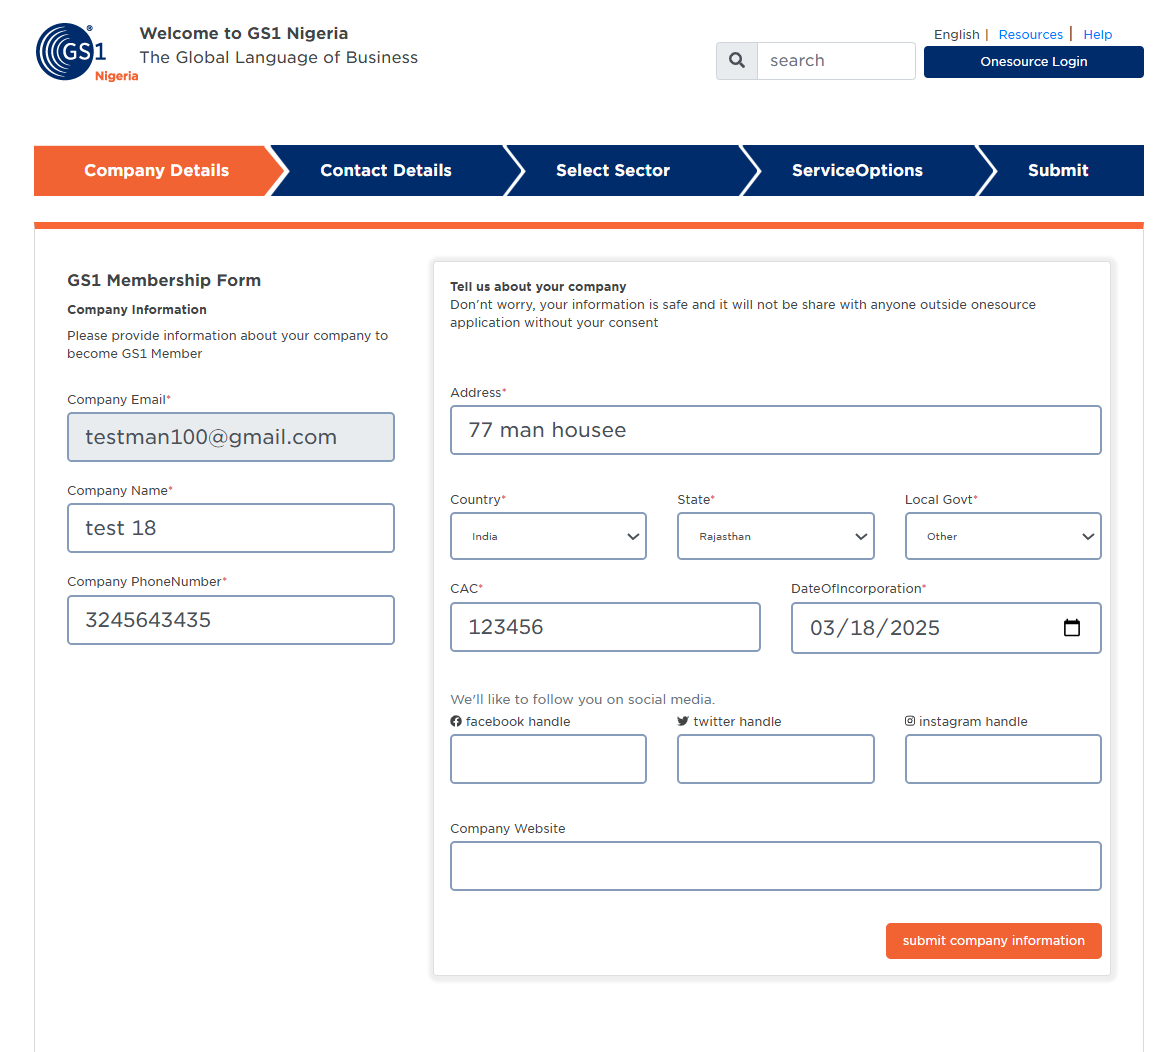 GS1
Nigeria
Welcome to GS1 Nigeria
The Global Language of Business
English | Resources | Help
search
Onesource Login
Company Details
Contact Details
Select Sector
ServiceOptions
Submit
GS1 Membership Form
Company Information
Please provide information about your company to
become GS1 Member
Company Email*
testman100@gmail.com
Company Name*
test 18
Company PhoneNumber*
3245643435
Tell us about your company
Don'nt worry, your information is safe and it will not be share with anyone outside onesource
application without your consent
Address*
77 man housee
Country*
State*
Local Govt*
India
Rajasthan
Other
CAC*
DateOfIncorporation*
123456
03/18/2025
We'll like to follow you on social media.
facebook handle
twitter handle
instagram handle
Company Website
submit company information